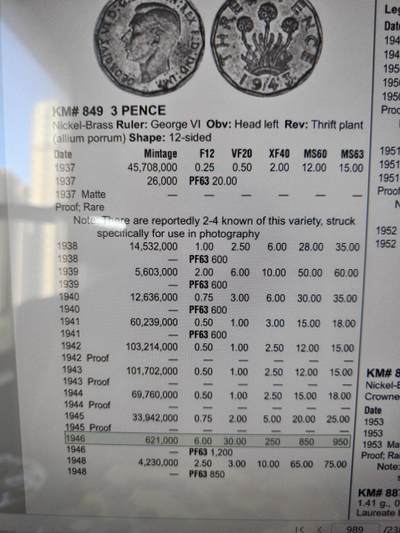 THREE PENCE
1943
KM# 849 3 PENCE
Nickel-Brass Ruler: George VI Obv: Head left Rev: Thrift plant
(allium porrum) Shape: 12-sided
Date Mintage F12 VF20 XF40 MS60 MS63
1937 45,708,000 0.25 0.50 2.00 12.00 15.00
1937 26,000 PF63 20.00
1937 Matte — — — — —
Proof; Rare
Note: There are reportedly 2-4 known of this variety, struck
specifically for use in photography
1938 14,532,000 1.00 2.50 6.00 28.00 35.00
1938 — PF63 600
1939 5,603,000 2.00 6.00 10.00 50.00 60.00
1939 — PF63 600
1940 12,636,000 0.75 3.00 6.00 30.00 35.00
1940 — PF63 600
1941 60,239,000 0.50 1.00 3.00 15.00 18.00
1941 — PF63 600
1942 103,214,000 0.50 1.00 2.50 12.00 15.00
1942 Proof — — — — — —
1943 101,702,000 0.50 1.00 2.50 12.00 15.00
1943 Proof — — — — — —
1944 69,760,000 0.50 1.00 2.50 15.00 18.00
1944 Proof — — — — — —
1945 33,942,000 0.75 2.00 5.00 20.00 25.00
1945 Proof — — — — — —
1946 621,000 6.00 30.00 250 850 950
1946 — PF63 1,200
1948 4,230,000 2.50 3.00 10.00 65.00 75.00
1948 — PF63 850
Date
195
195
Proo
1951
1951
1951
1952
1952
KM# 8
Nickel-B
Crowne
Date
1953
1953
1953 Ma
Proof; Ra
Note:
KM# 88
1.41 g., 0
Laureate
989